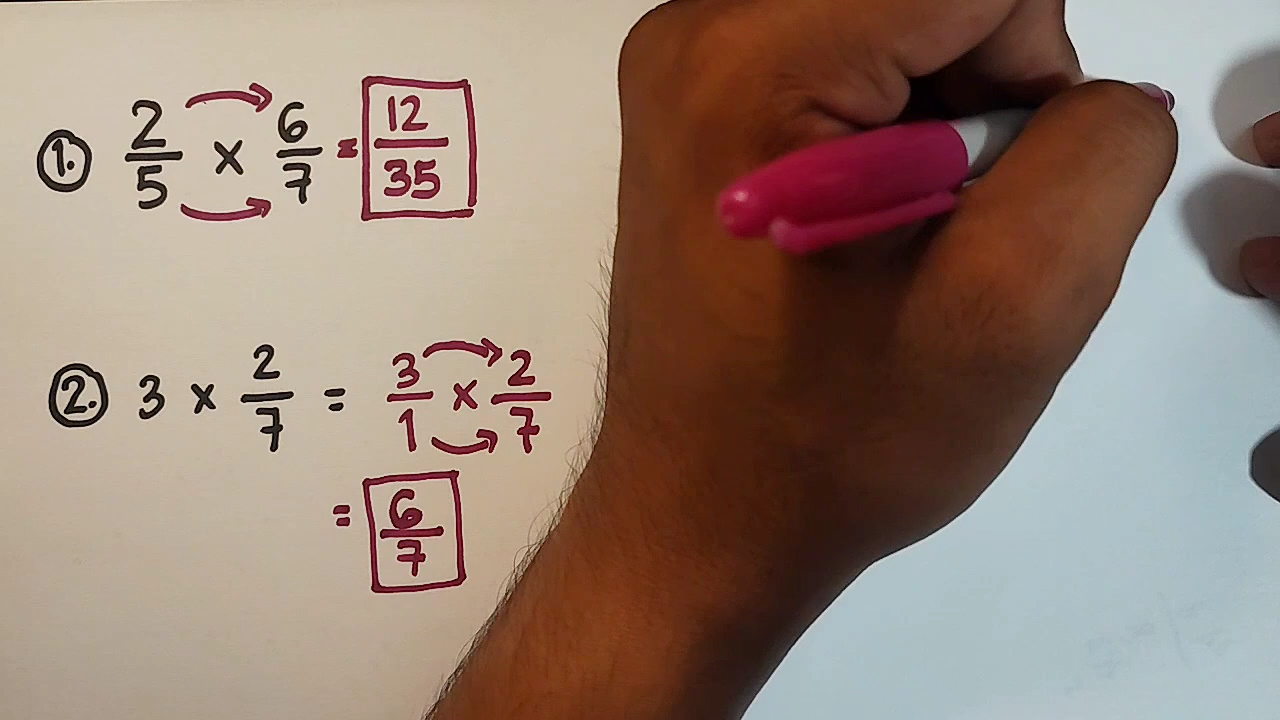 1. 2/5 × 6/7 = 12/35
2. 3 × 2/7 = 3/1 × 2/7
= 6/7